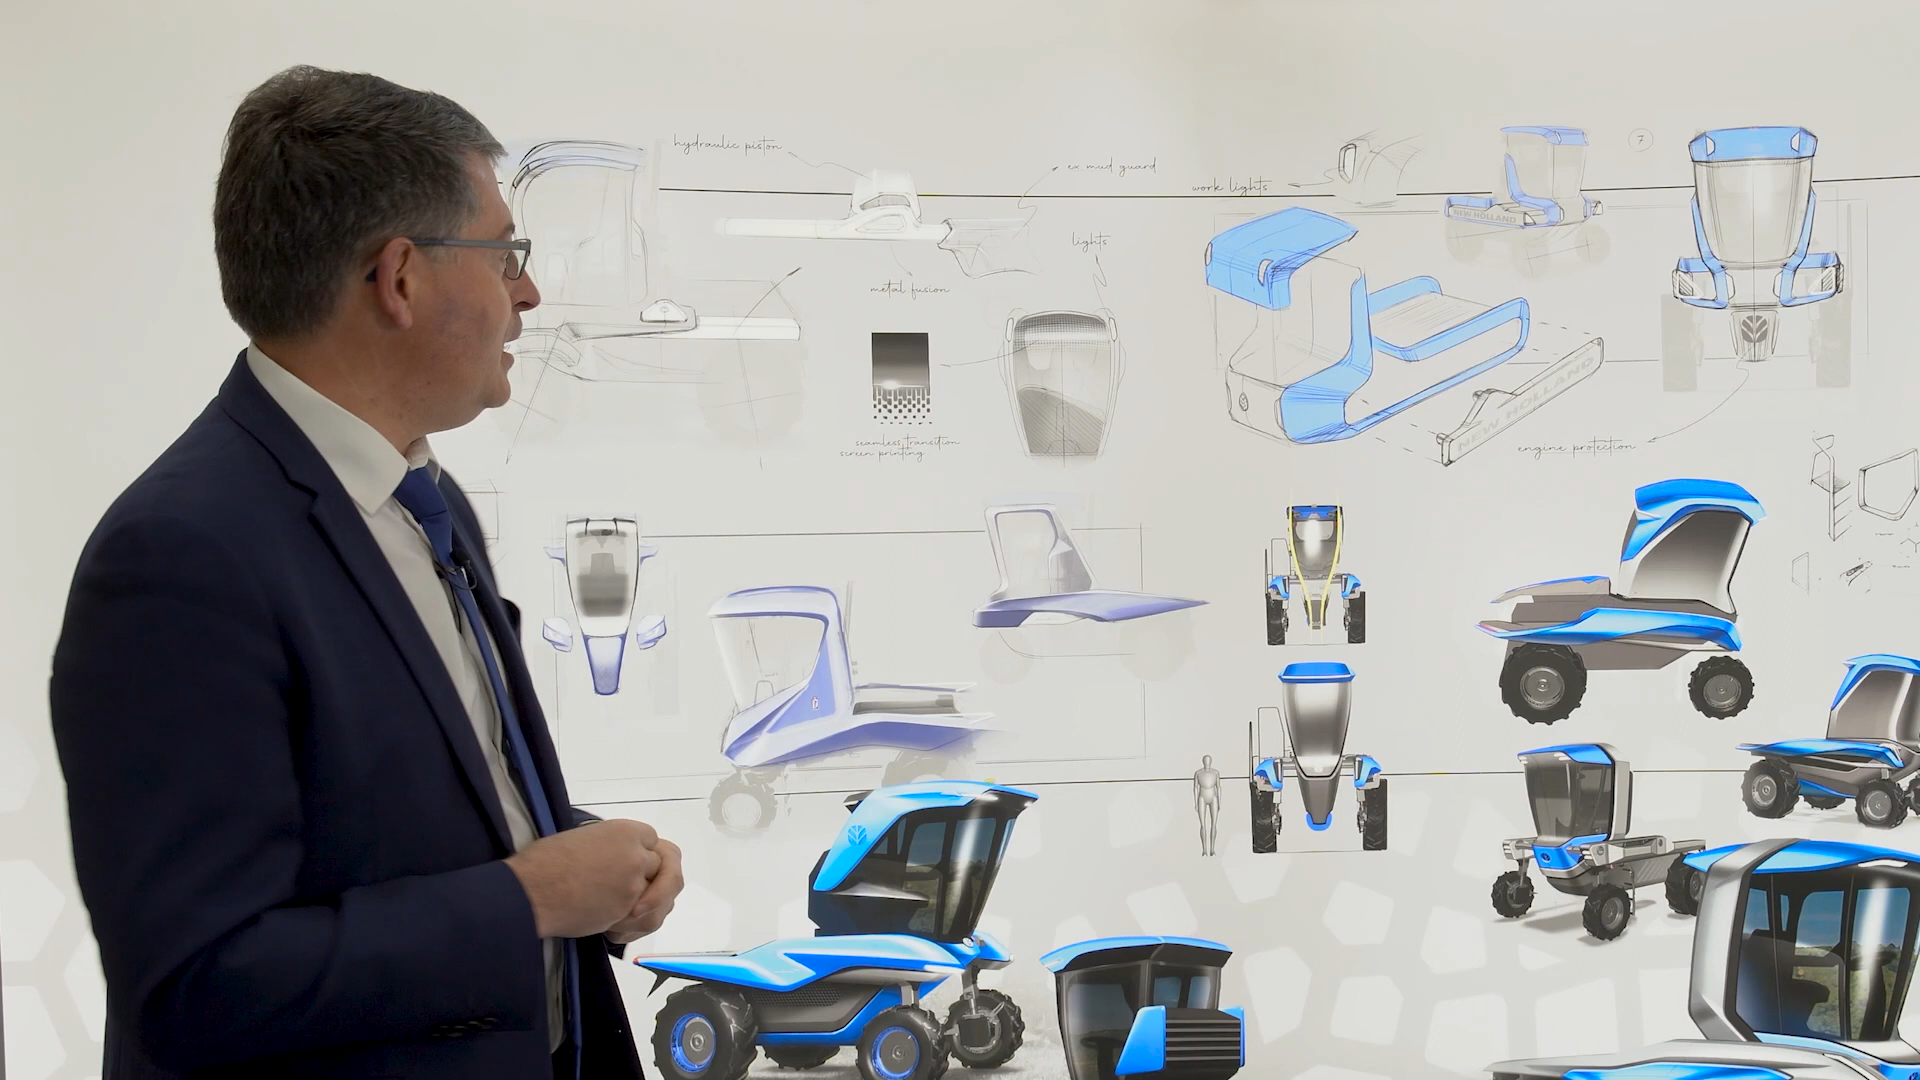 hydraulic piston
ex mud guard
work lights
7
NEW HOLLAND
lights
metal fusion
NEW HOLLAND
seamless transition
screen printing
engine protection